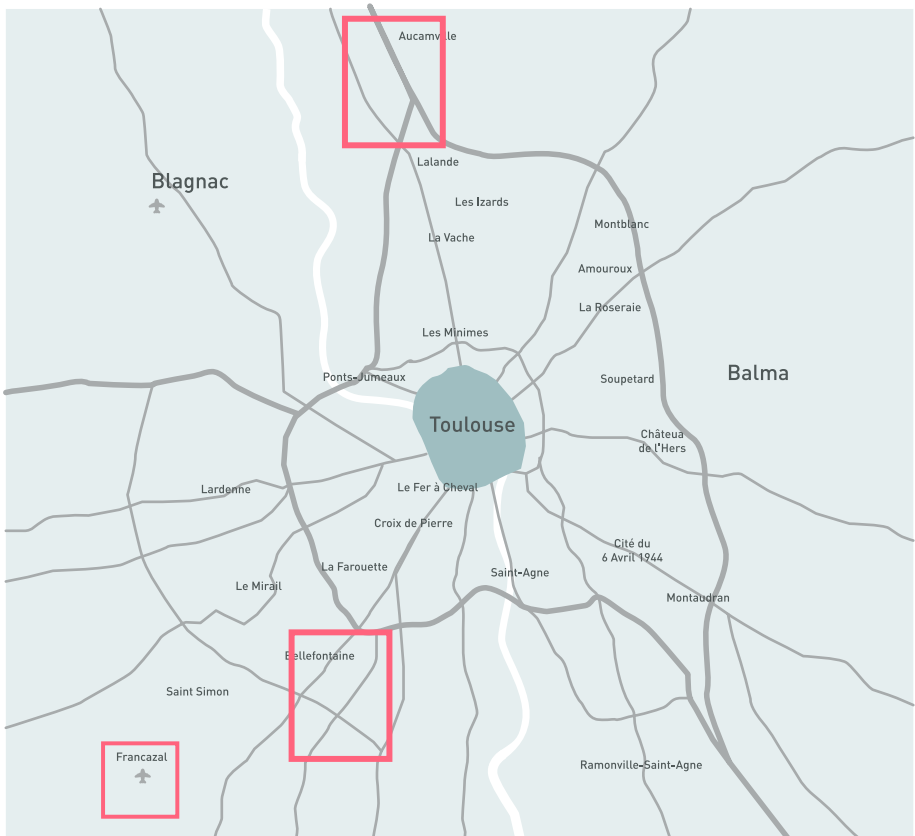 Aucamville
Lalande
Blagnac
Les Izards
Montblanc
La Vache
Amouroux
La Roseraie
Les Minimes
Ponts-Jumeaux
Soupetard
Balma
Toulouse
Châteua
de l'Hers
Lardenne
Le Fer à Cheval
Croix de Pierre
Cité du
6 Avril 1944
La Farouette
Saint-Agne
Le Mirail
Montaudran
Bellefontaine
Saint Simon
Francazal
Ramonville-Saint-Agne